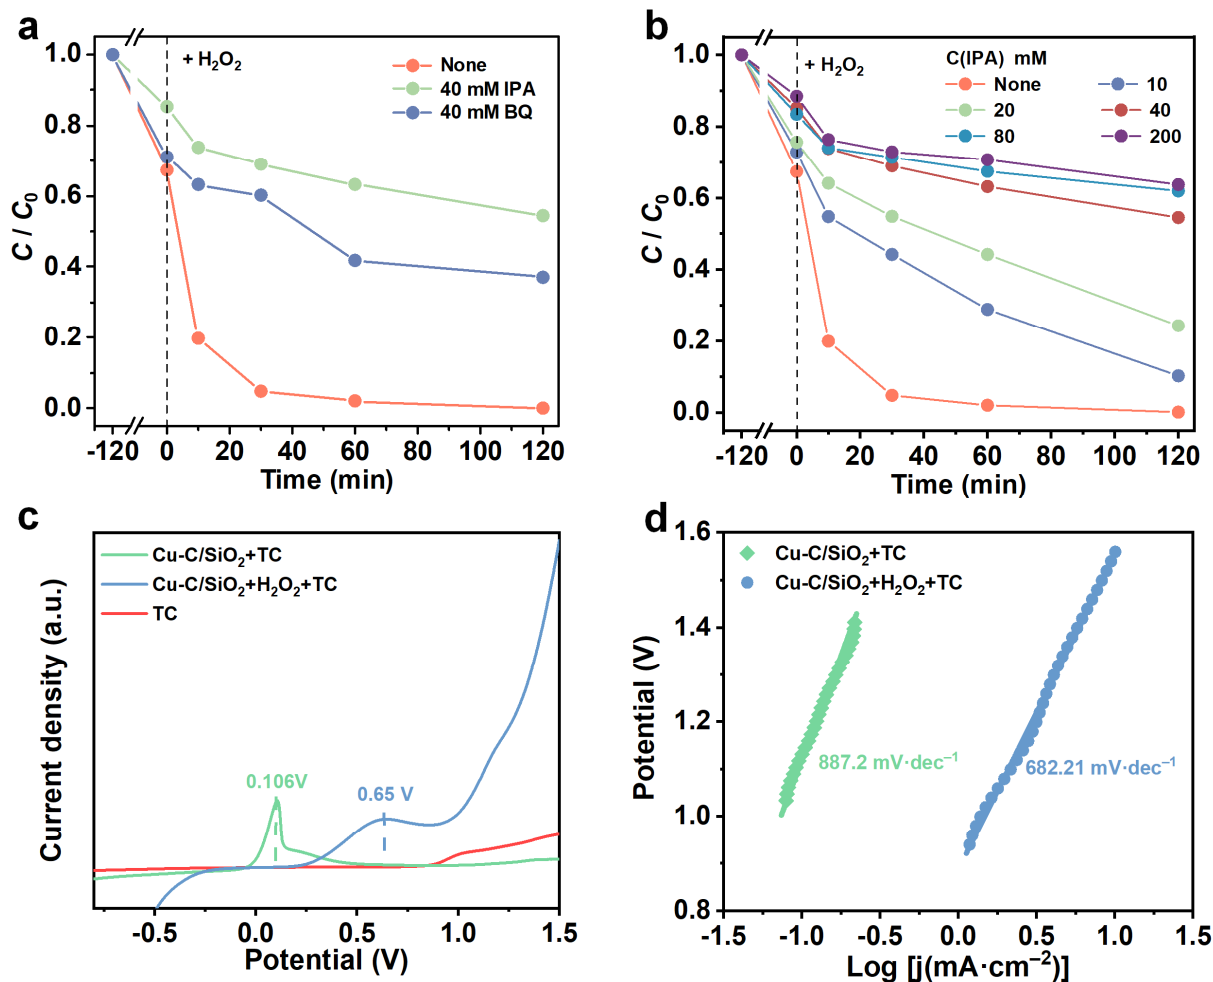 a
+ H₂O₂
None
40 mM IPA
40 mM BQ
1.0
0.8
0.6
0.4
0.2
0.0
C / C₀
-120 0 20 40 60 80 100 120
Time (min)
b
+ H₂O₂
C(IPA) mM
None 10
20 40
80 200
1.0
0.8
0.6
0.4
0.2
0.0
C / C₀
-120 0 20 40 60 80 100 120
Time (min)
c
Cu-C/SiO₂+TC
Cu-C/SiO₂+H₂O₂+TC
TC
0.106V
0.65 V
Current density (a.u.)
-0.5 0.0 0.5 1.0 1.5
Potential (V)
d
Cu-C/SiO₂+TC
Cu-C/SiO₂+H₂O₂+TC
1.6
1.4
1.2
1.0
0.8
887.2 mV·dec⁻¹
682.21 mV·dec⁻¹
Potential (V)
-1.5 -1.0 -0.5 0.0 0.5 1.0 1.5
Log [j(mA·cm⁻²)]